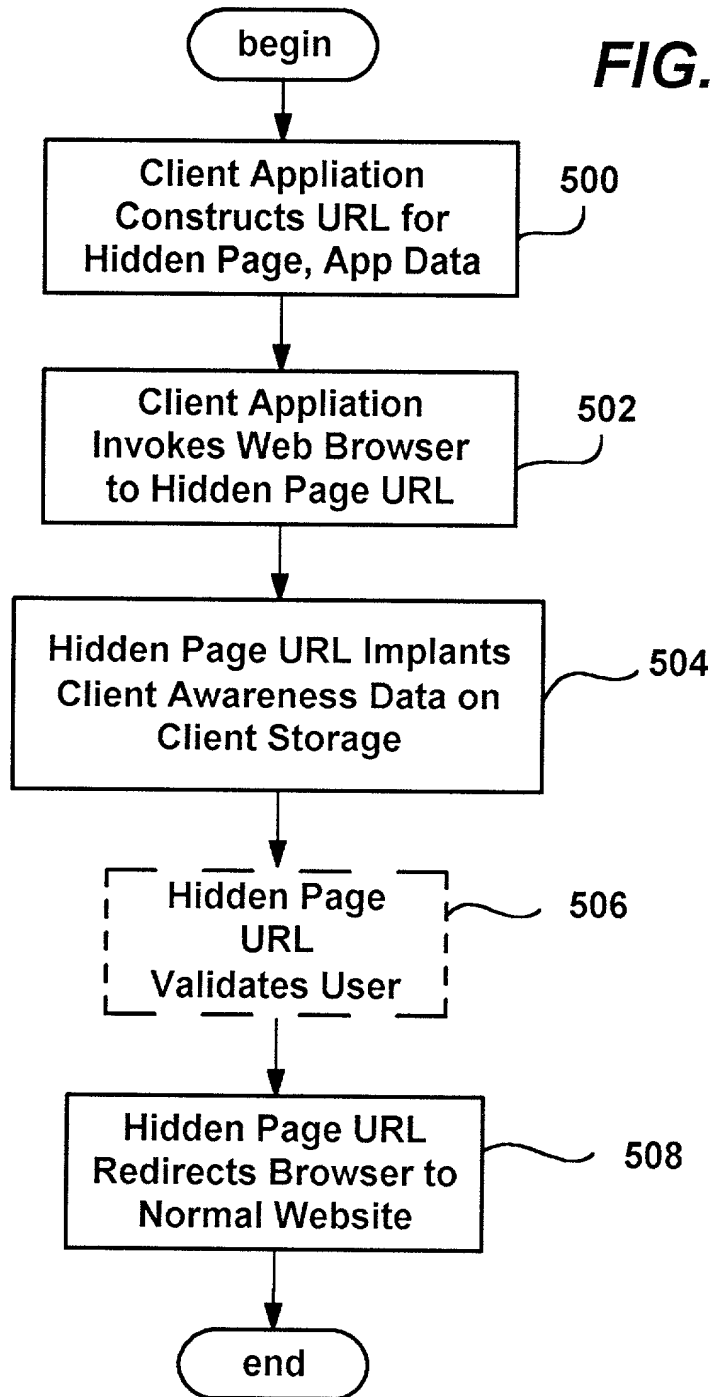 begin
FIG.
Client Appliation
Constructs URL for
Hidden Page, App Data
500
Client Appliation
Invokes Web Browser
to Hidden Page URL
502
Hidden Page URL Implants
Client Awareness Data on
Client Storage
504
Hidden Page
URL
Validates User
506
Hidden Page URL
Redirects Browser to
Normal Website
508
end